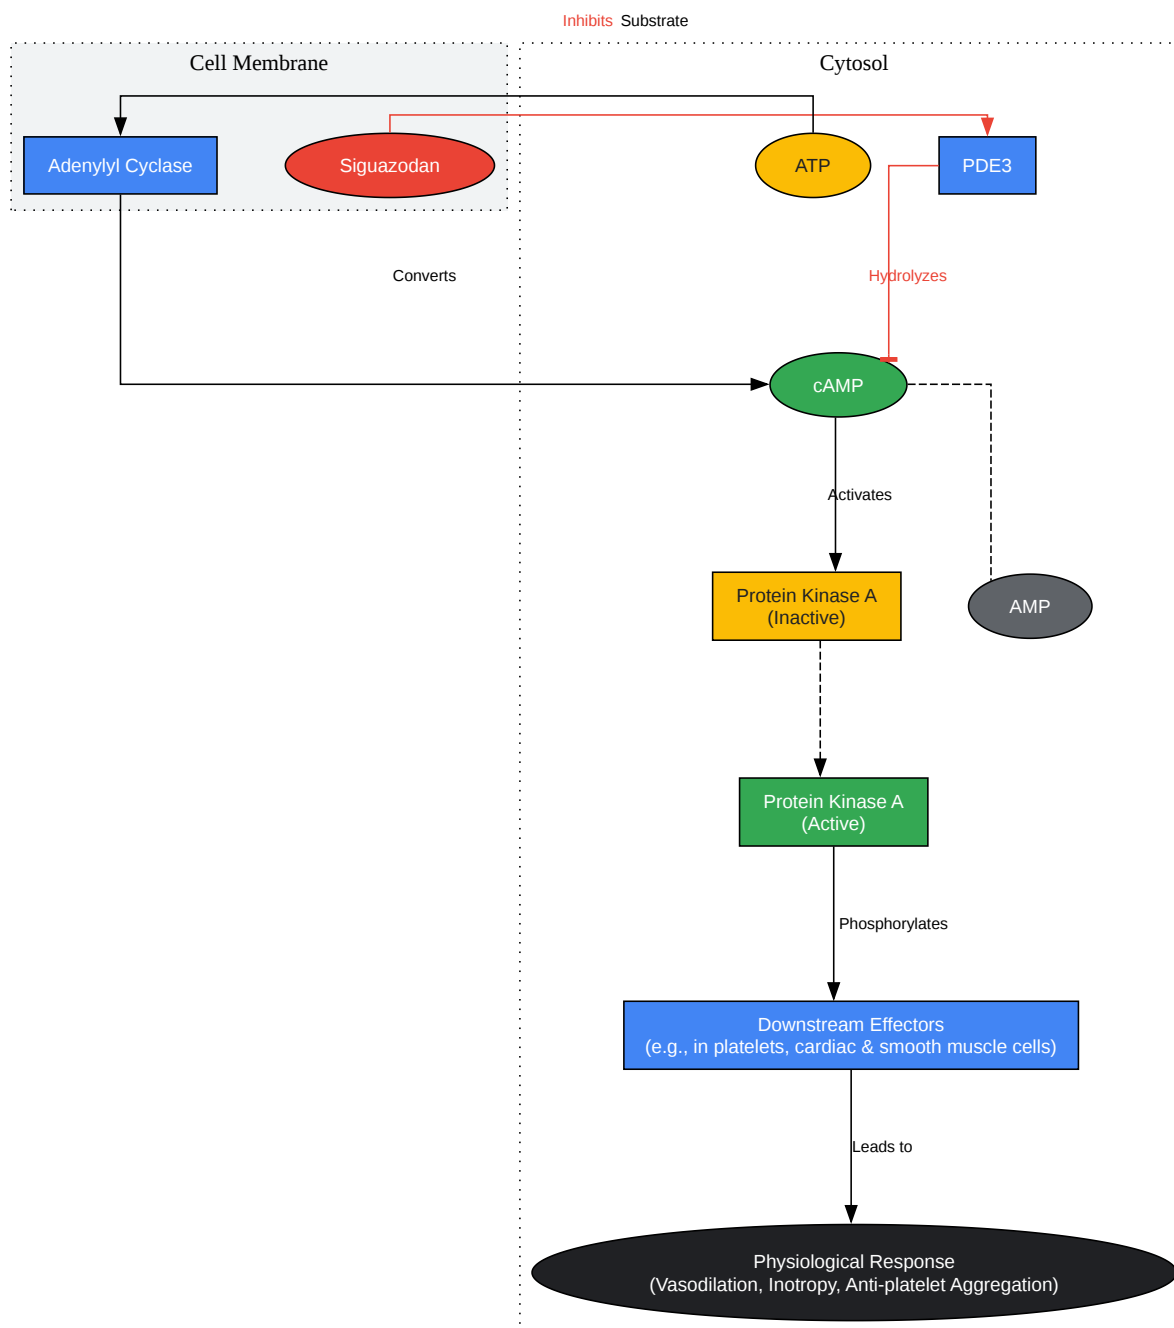 Inhibits Substrate
Cell Membrane
Cytosol
Adenylyl Cyclase
Siguazodan
ATP
PDE3
Converts
Hydrolyzes
cAMP
Activates
Protein Kinase A
(Inactive)
AMP
Protein Kinase A
(Active)
Phosphorylates
Downstream Effectors
(e.g., in platelets, cardiac & smooth muscle cells)
Leads to
Physiological Response
(Vasodilation, Inotropy, Anti-platelet Aggregation)